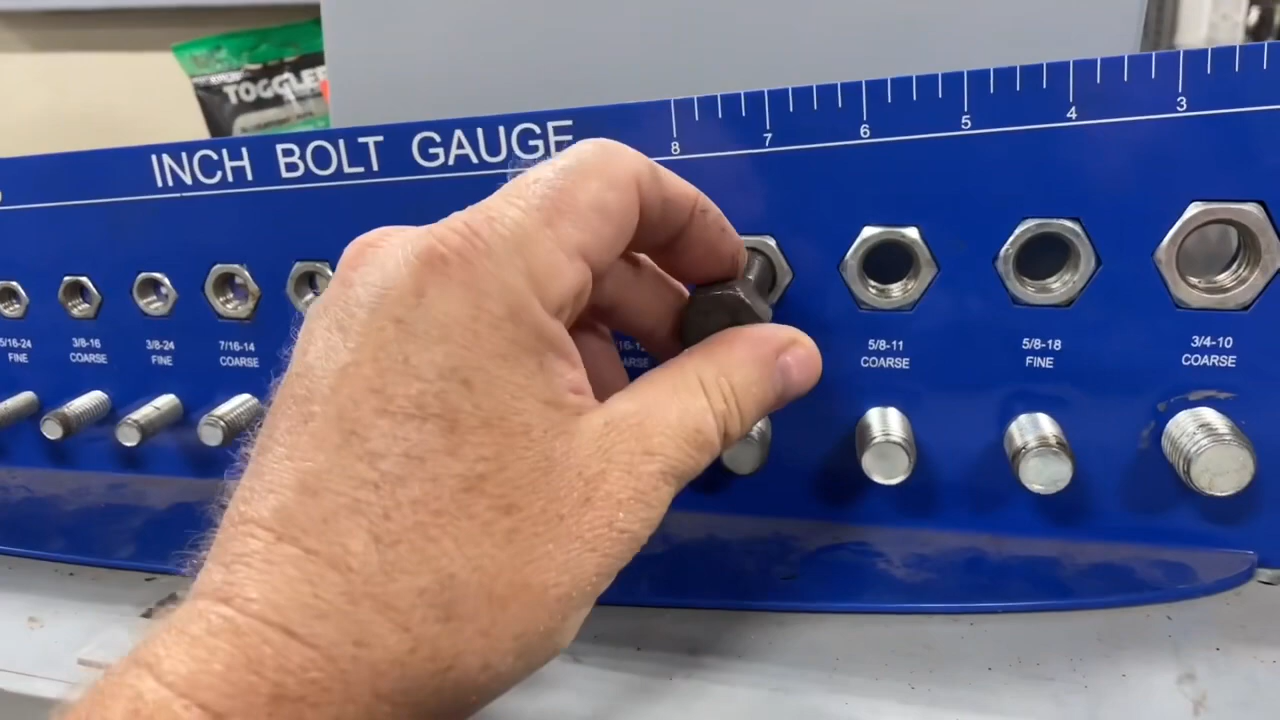 TOGGLER
INCH BOLT GAUGE
8 7 6 5 4 3
5/16-24
FINE
3/8-16
COARSE
3/8-24
FINE
7/16-14
COARSE
5/8-11
COARSE
5/8-18
FINE
3/4-10
COARSE